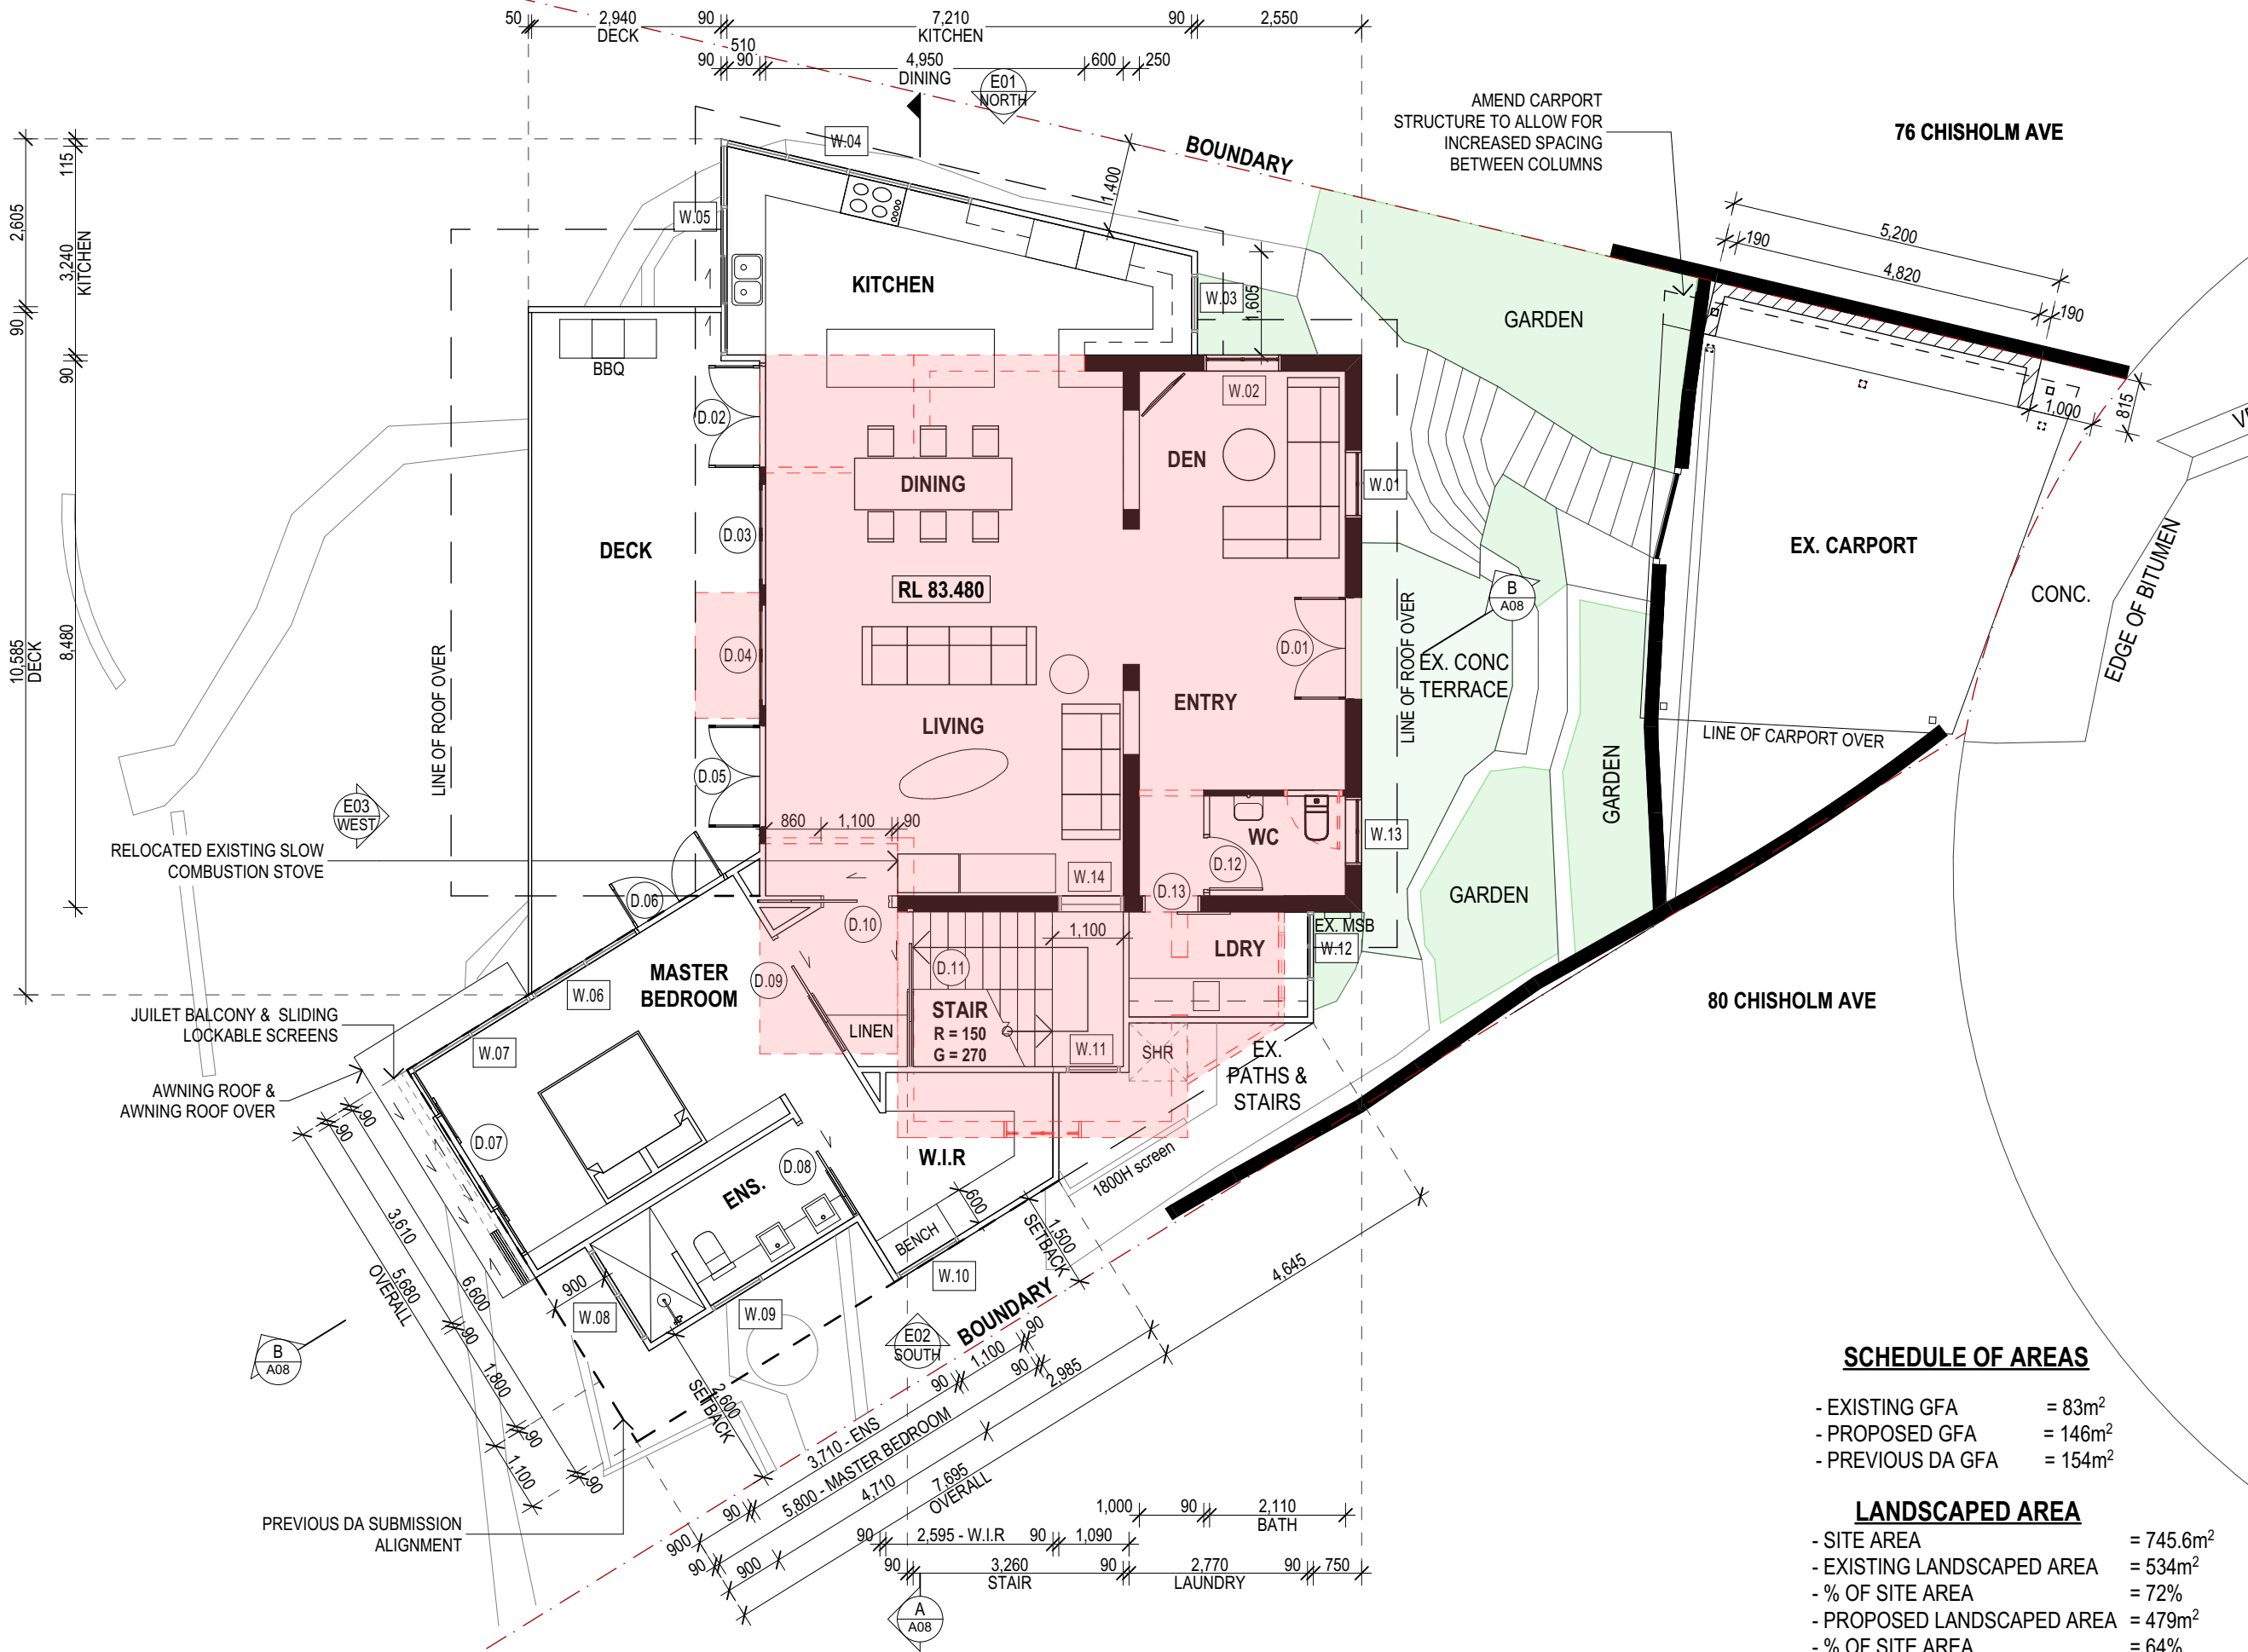 50
2,940
DECK
90
7,210
KITCHEN
90
2,550
510
90
90
4,950
DINING
600
250
E01
NORTH
AMEND CARPORT
STRUCTURE TO ALLOW FOR
INCREASED SPACING
BETWEEN COLUMNS
76 CHISHOLM AVE
BOUNDARY
1,400
W.04
W.05
115
2,605
3,240
KITCHEN
90
90
KITCHEN
W.03
1,605
GARDEN
5,200
190
4,820
190
1,000
815
BBQ
D.02
W.02
DEN
DINING
W.01
D.03
DECK
RL 83.480
EX. CARPORT
CONC.
EDGE OF BITUMEN
B
A08
10,585
DECK
8,480
LINE OF ROOF OVER
D.04
D.01
LINE OF ROOF OVER
EX. CONC
TERRACE
LIVING
ENTRY
LINE OF CARPORT OVER
D.05
GARDEN
E03
WEST
860
1,100
90
WC
W.13
RELOCATED EXISTING SLOW
COMBUSTION STOVE
D.12
W.14
D.13
GARDEN
D.06
D.10
EX. MSB
W.12
1,100
LDRY
MASTER
BEDROOM
D.09
D.11
W.06
80 CHISHOLM AVE
JUILET BALCONY & SLIDING
LOCKABLE SCREENS
STAIR
R = 150
G = 270
LINEN
W.07
W.11
SHR
EX.
PATHS &
STAIRS
AWNING ROOF &
AWNING ROOF OVER
D.07
D.08
W.I.R
ENS.
1800H screen
90
90
3,610
5,680
OVERALL
6,600
90
1,800
90
1,100
90
600
BENCH
1,500
SETBACK
4,645
900
W.08
W.09
W.10
E02
SOUTH
BOUNDARY
B
A08
2,600
SETBACK
90
1,100
90
90
2,985
3,710 - ENS
5,800 - MASTER BEDROOM
4,710
7,695
OVERALL
90
900
90
900
PREVIOUS DA SUBMISSION
ALIGNMENT
1,000
90
2,110
BATH
90
2,595 - W.I.R
90
1,090
90
3,260
STAIR
90
2,770
LAUNDRY
90
750
A
A08
SCHEDULE OF AREAS
- EXISTING GFA = 83m²
- PROPOSED GFA = 146m²
- PREVIOUS DA GFA = 154m²
LANDSCAPED AREA
- SITE AREA = 745.6m²
- EXISTING LANDSCAPED AREA = 534m²
- % OF SITE AREA = 72%
- PROPOSED LANDSCAPED AREA = 479m²
- % OF SITE AREA = 64%